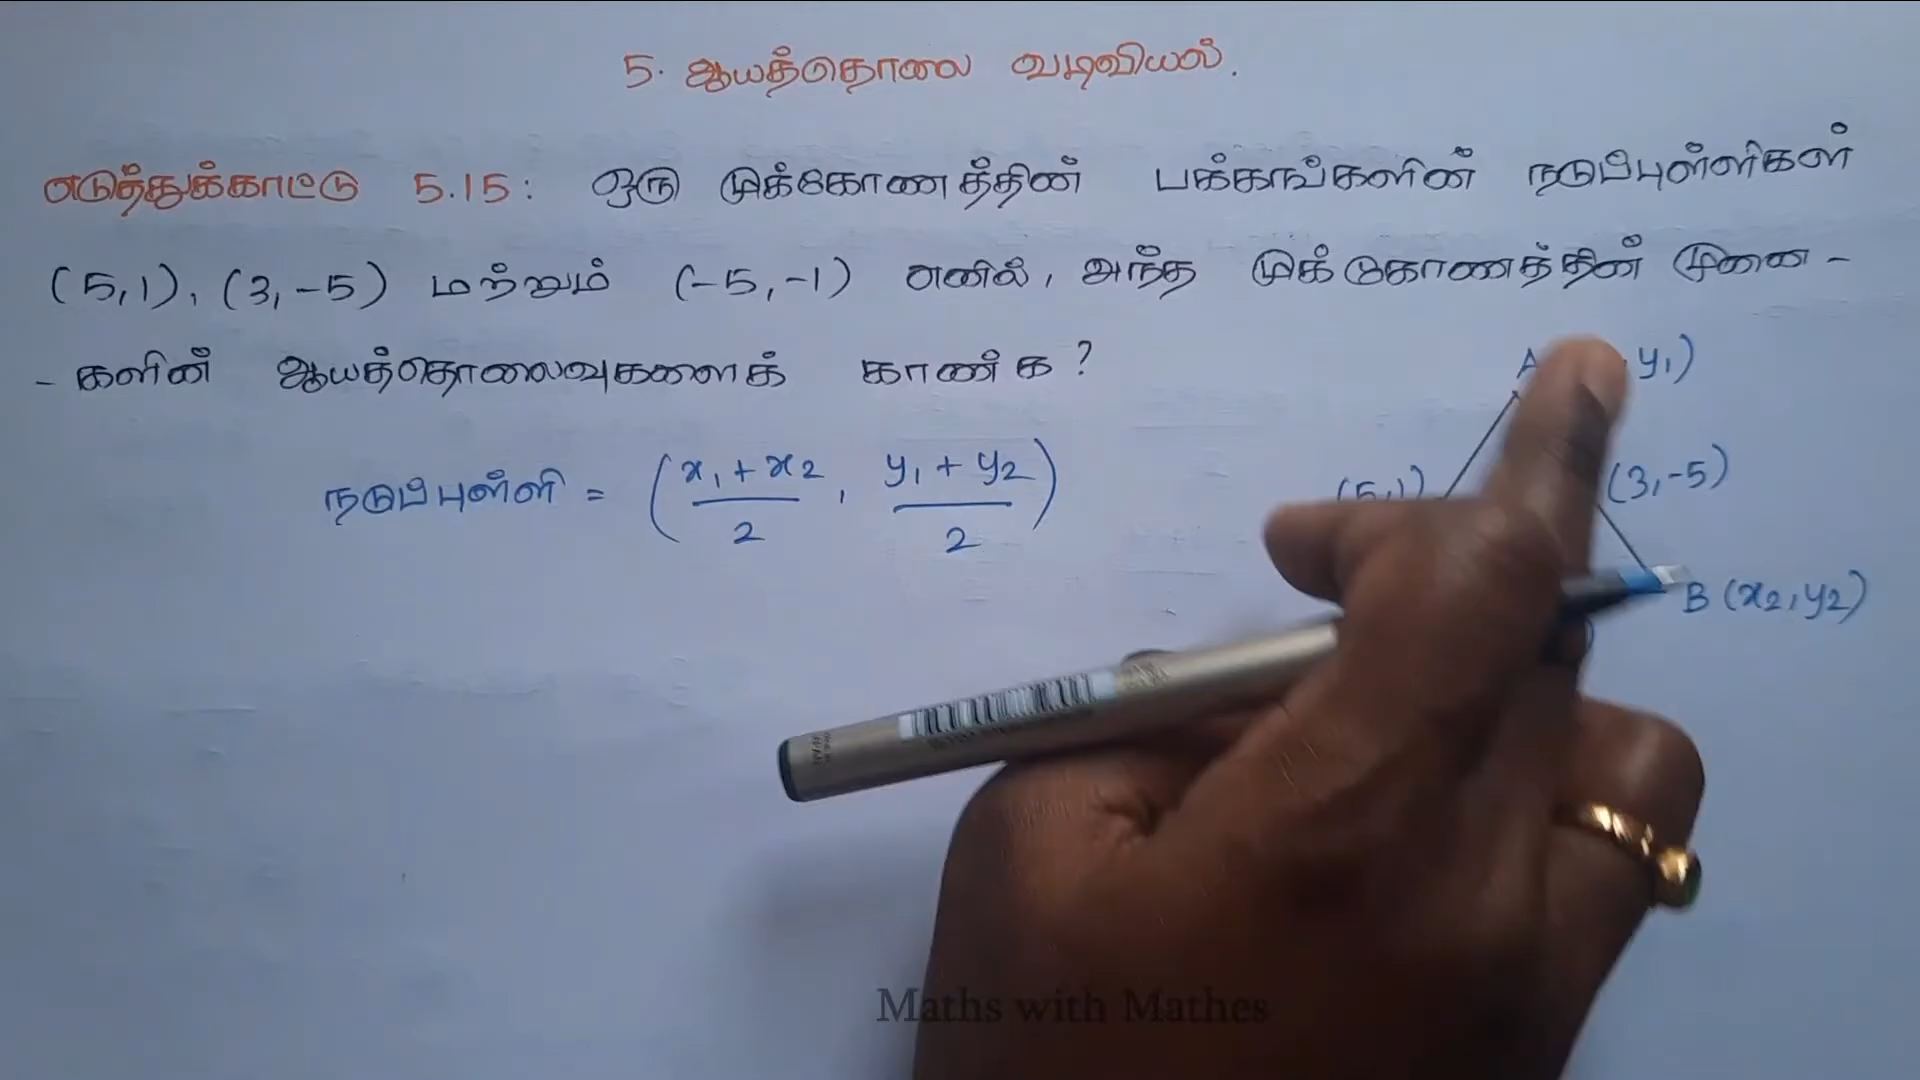 5. ஆயத்தொலை வடிவியல்.
எடுத்துக்காட்டு 5.15: ஒரு முக்கோணத்தின் பக்கங்களின் நடுப்புள்ளிகள்
(5,1), (3,-5) மற்றும் (-5,-1) எனில், அந்த முக்கோணத்தின் முனை -
- களின் ஆயத்தொலைவுகளைக் காண்க?
A y₁)
நடுப்புள்ளி = (x₁ + x₂ / 2, y₁ + y₂ / 2)
(5,1) (3,-5)
B (x₂, y₂)
Maths with Mathes